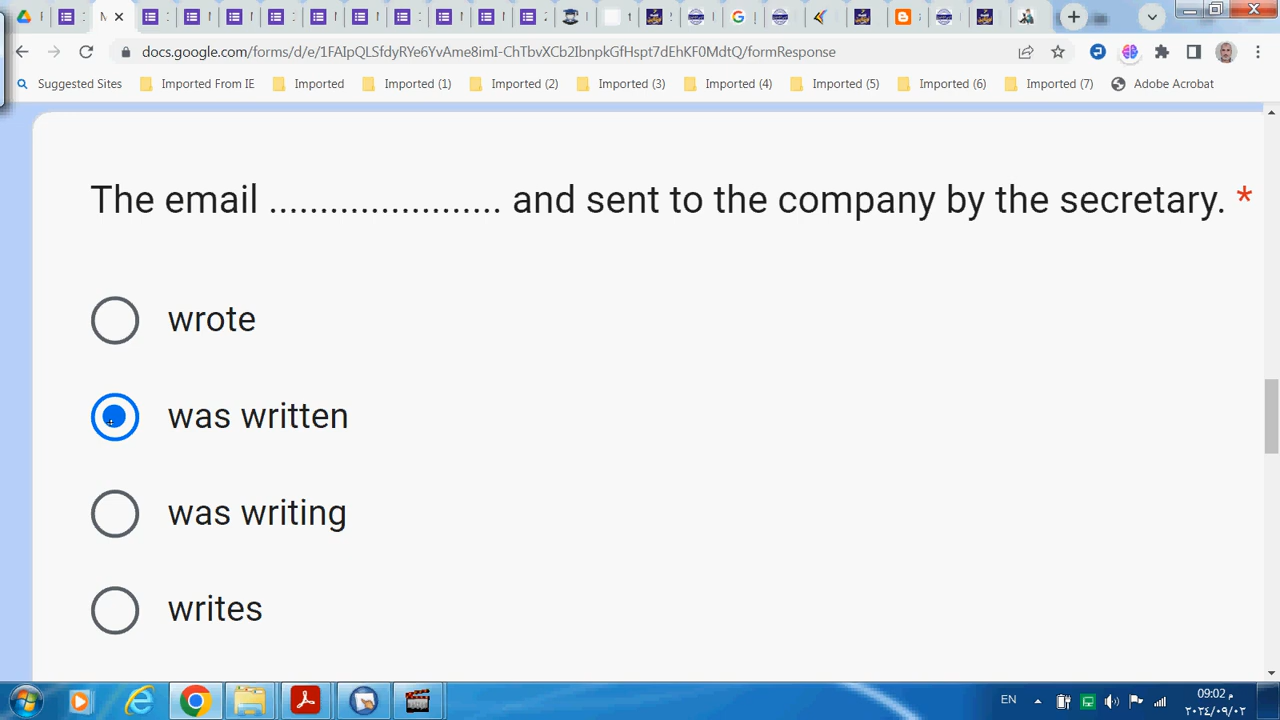 docs.google.com/forms/d/e/1FAIpQLSfdvRYe6YvAme8imI-ChTbvXCb2IbnpkGfHspt7dEhKF0MdtQ/formResponse
Suggested Sites Imported From IE Imported Imported (1) Imported (2) Imported (3) Imported (4) Imported (5) Imported (6) Imported (7) Adobe Acrobat
The email ....................... and sent to the company by the secretary. *
wrote
was written
was writing
writes
EN
09:02 م
٢٠٢٤/٠٩/٠٢